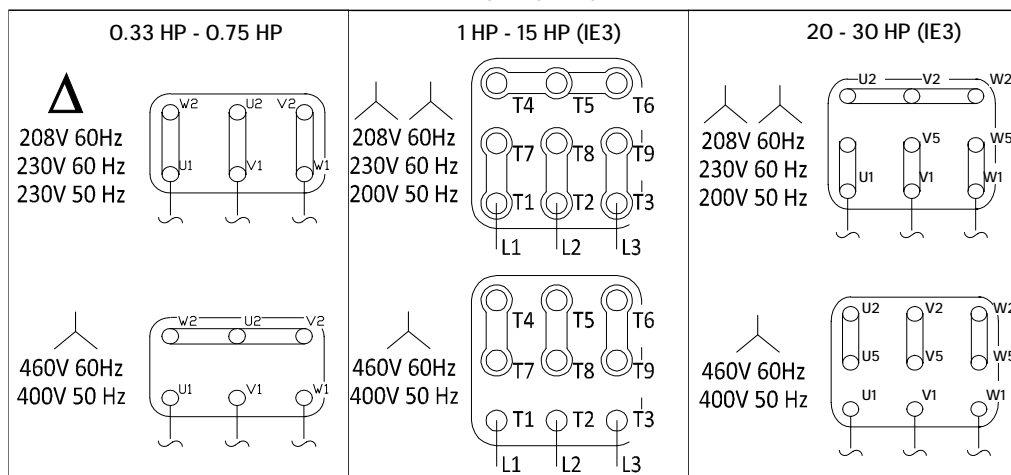 0.33 HP - 0.75 HP
Δ
208V 60Hz
230V 60 Hz
230V 50 Hz
W2 U2 V2
U1 V1 W1
460V 60Hz
400V 50 Hz
W2 U2 V2
U1 V1 W1
1 HP - 15 HP (IE3)
208V 60Hz
230V 60 Hz
200V 50 Hz
T4 T5 T6
T7 T8 T9
T1 T2 T3
L1 L2 L3
460V 60Hz
400V 50 Hz
T4 T5 T6
T7 T8 T9
T1 T2 T3
L1 L2 L3
20 - 30 HP (IE3)
208V 60Hz
230V 60 Hz
200V 50 Hz
U2 V2 W2
V5 W5
U1 V1 W1
460V 60Hz
400V 50 Hz
U2 V2 W2
U5 V5 W5
U1 V1 W1